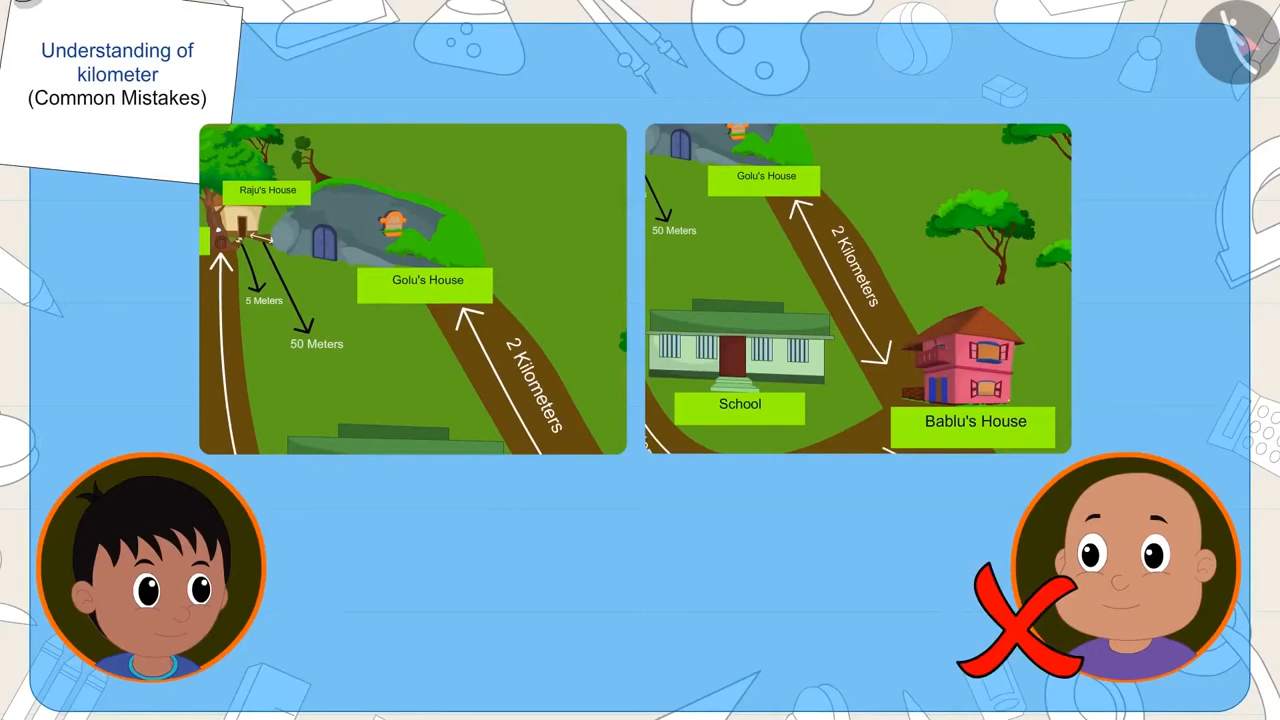 Understanding of
kilometer
(Common Mistakes)
Raju's House
Golu's House
5 Meters
50 Meters
2 Kilometers
Golu's House
50 Meters
2 Kilometers
School
Bablu's House